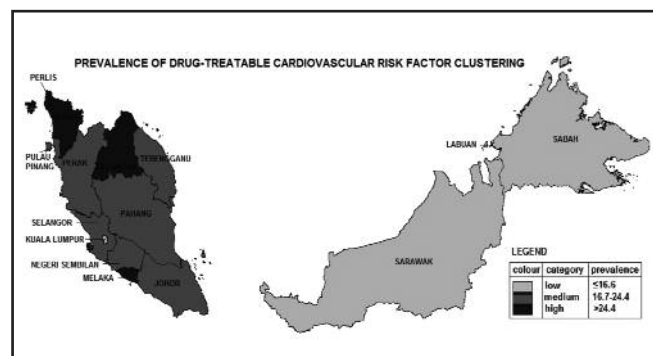 PREVALENCE OF DRUG-TREATABLE CARDIOVASCULAR RISK FACTOR CLUSTERING
PERLIS
PULAU
PINANG
PERAK
TERENGGANU
PAHANG
SELANGOR
KUALA LUMPUR
NEGERI SEMBILAN
MELAKA
JOHOR
LABUAN
SABAH
SARAWAK
LEGEND
colour category prevalence
low ≤16.6
medium 16.7-24.4
high >24.4